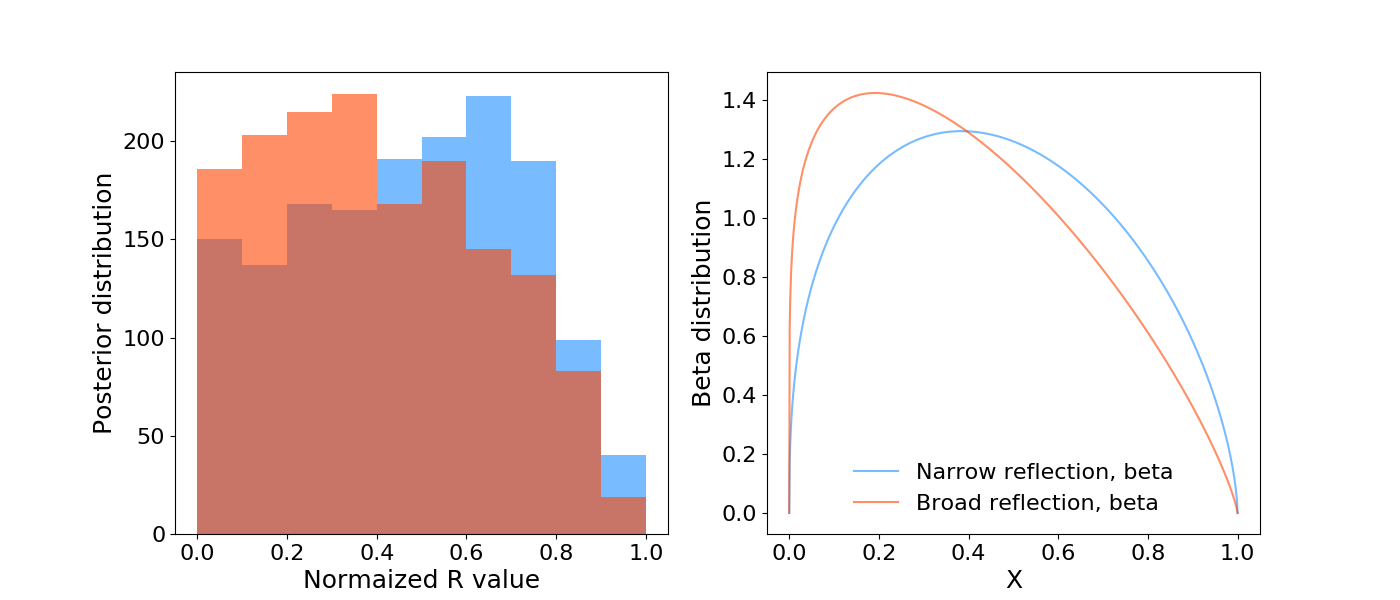 Posterior distribution
200
150
100
50
0
0.0 0.2 0.4 0.6 0.8 1.0
Normaized R value
Beta distribution
1.4
1.2
1.0
0.8
0.6
0.4
0.2
0.0
Narrow reflection, beta
Broad reflection, beta
0.0 0.2 0.4 0.6 0.8 1.0
X